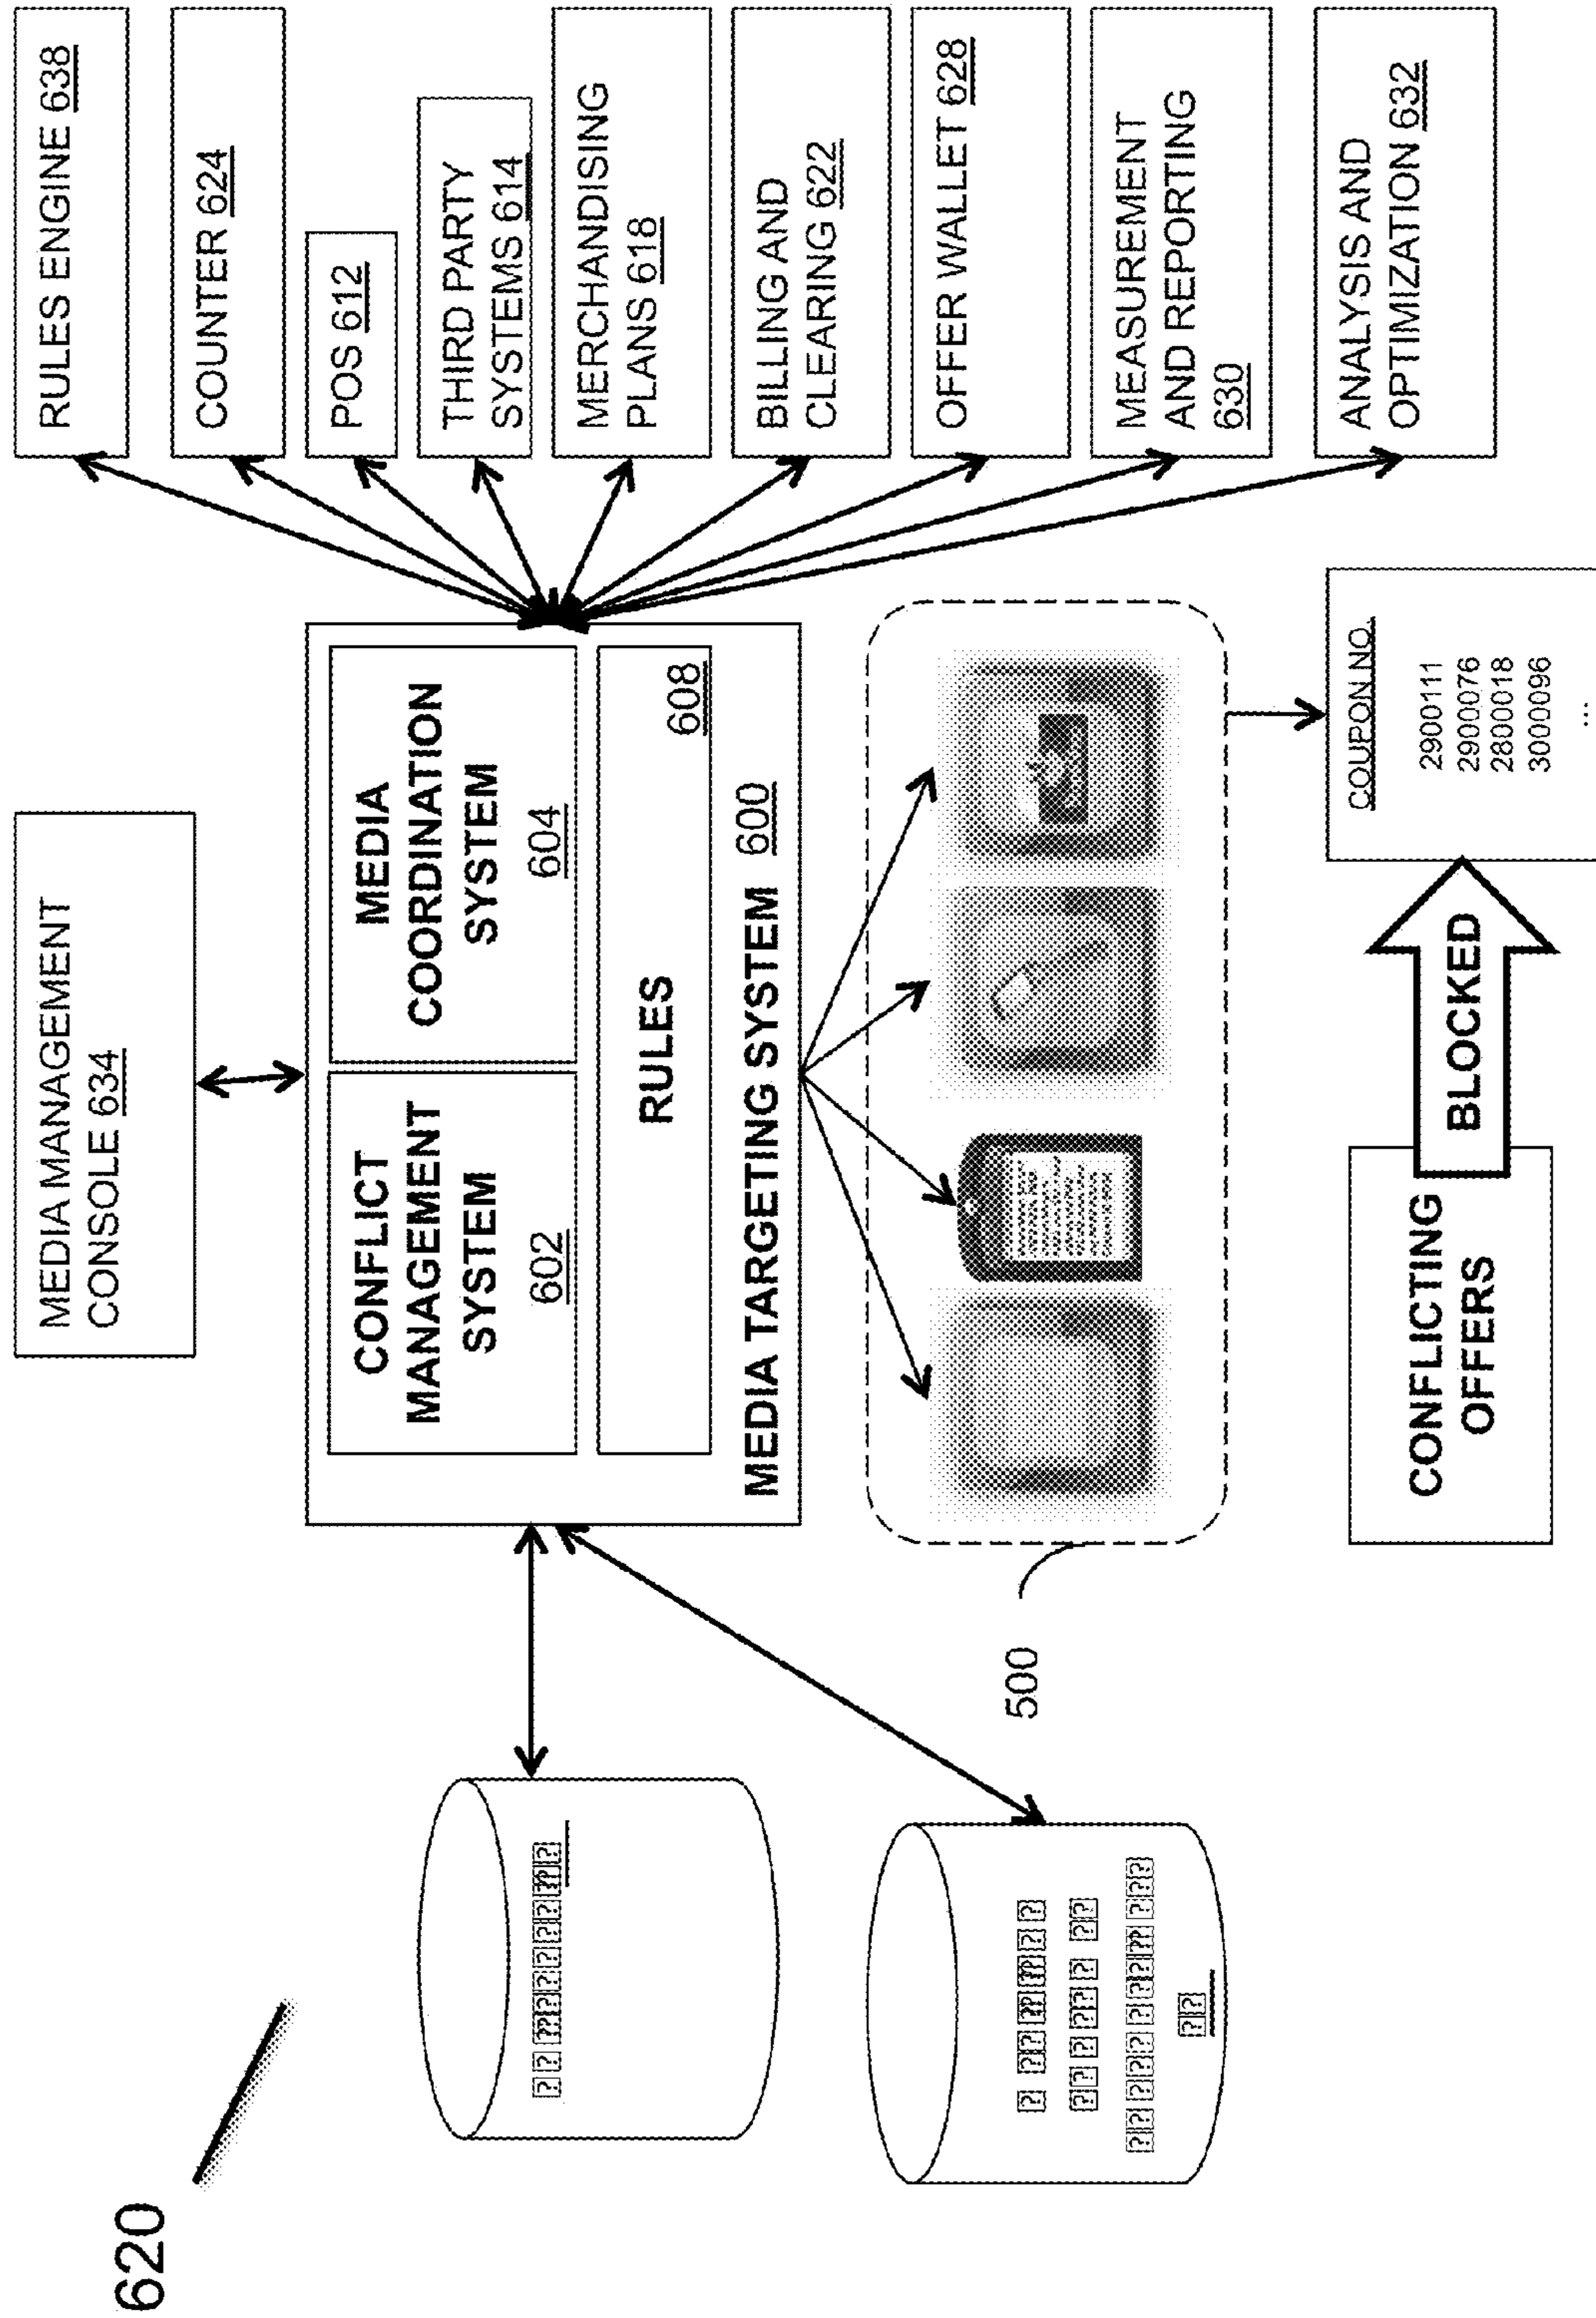 620
MEDIA MANAGEMENT
CONSOLE 634
CONFLICT
MANAGEMENT
SYSTEM
602
MEDIA
COORDINATION
SYSTEM
604
RULES
608
MEDIA TARGETING SYSTEM 600
RULES ENGINE 638
COUNTER 624
POS 612
THIRD PARTY
SYSTEMS 614
MERCHANDISING
PLANS 618
BILLING AND
CLEARING 622
OFFER WALLET 628
MEASUREMENT
AND REPORTING
630
ANALYSIS AND
OPTIMIZATION 632
500
CONFLICTING
OFFERS
BLOCKED
COUPON NO.
2900111
2900076
2800018
3000096
...